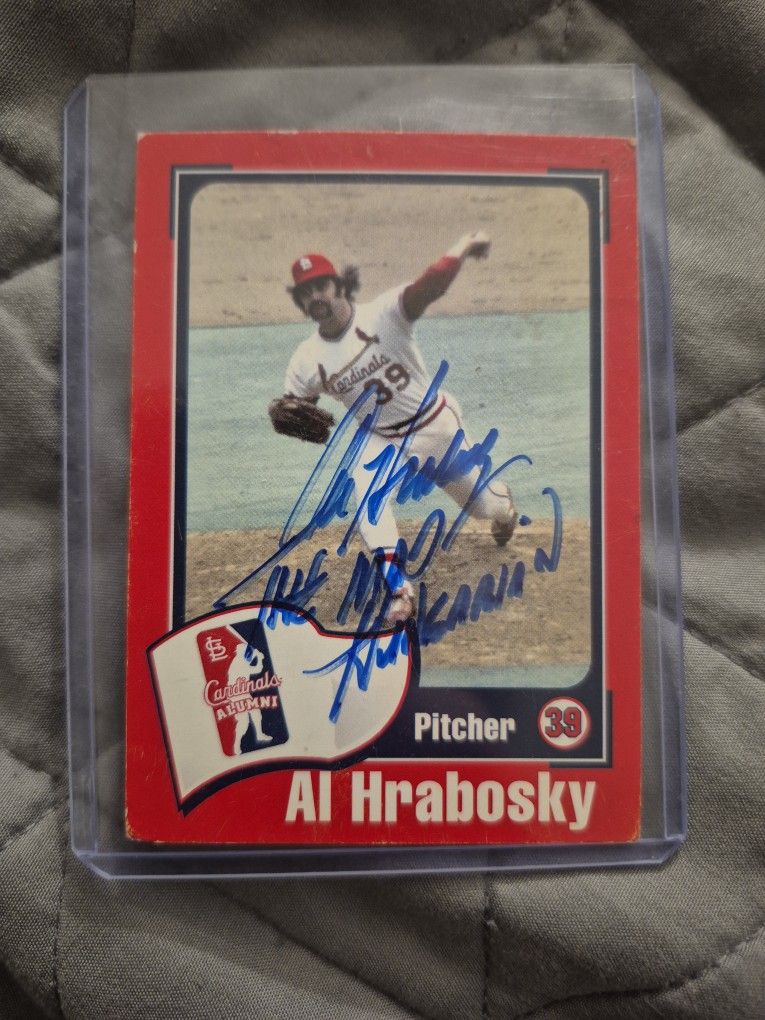 Cardinals
39
Al Hrabosky
"THE MAD
HUNGARIAN"
STL
Cardinals
ALUMNI
Pitcher
39
Al Hrabosky